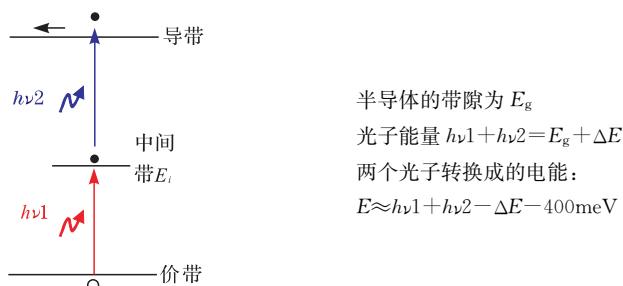 导带
hν2
中间
带Ei
hν1
价带
半导体的带隙为 Eg
光子能量 hν1+hν2=Eg+ΔE
两个光子转换成的电能：
E≈hν1+hν2-ΔE-400meV